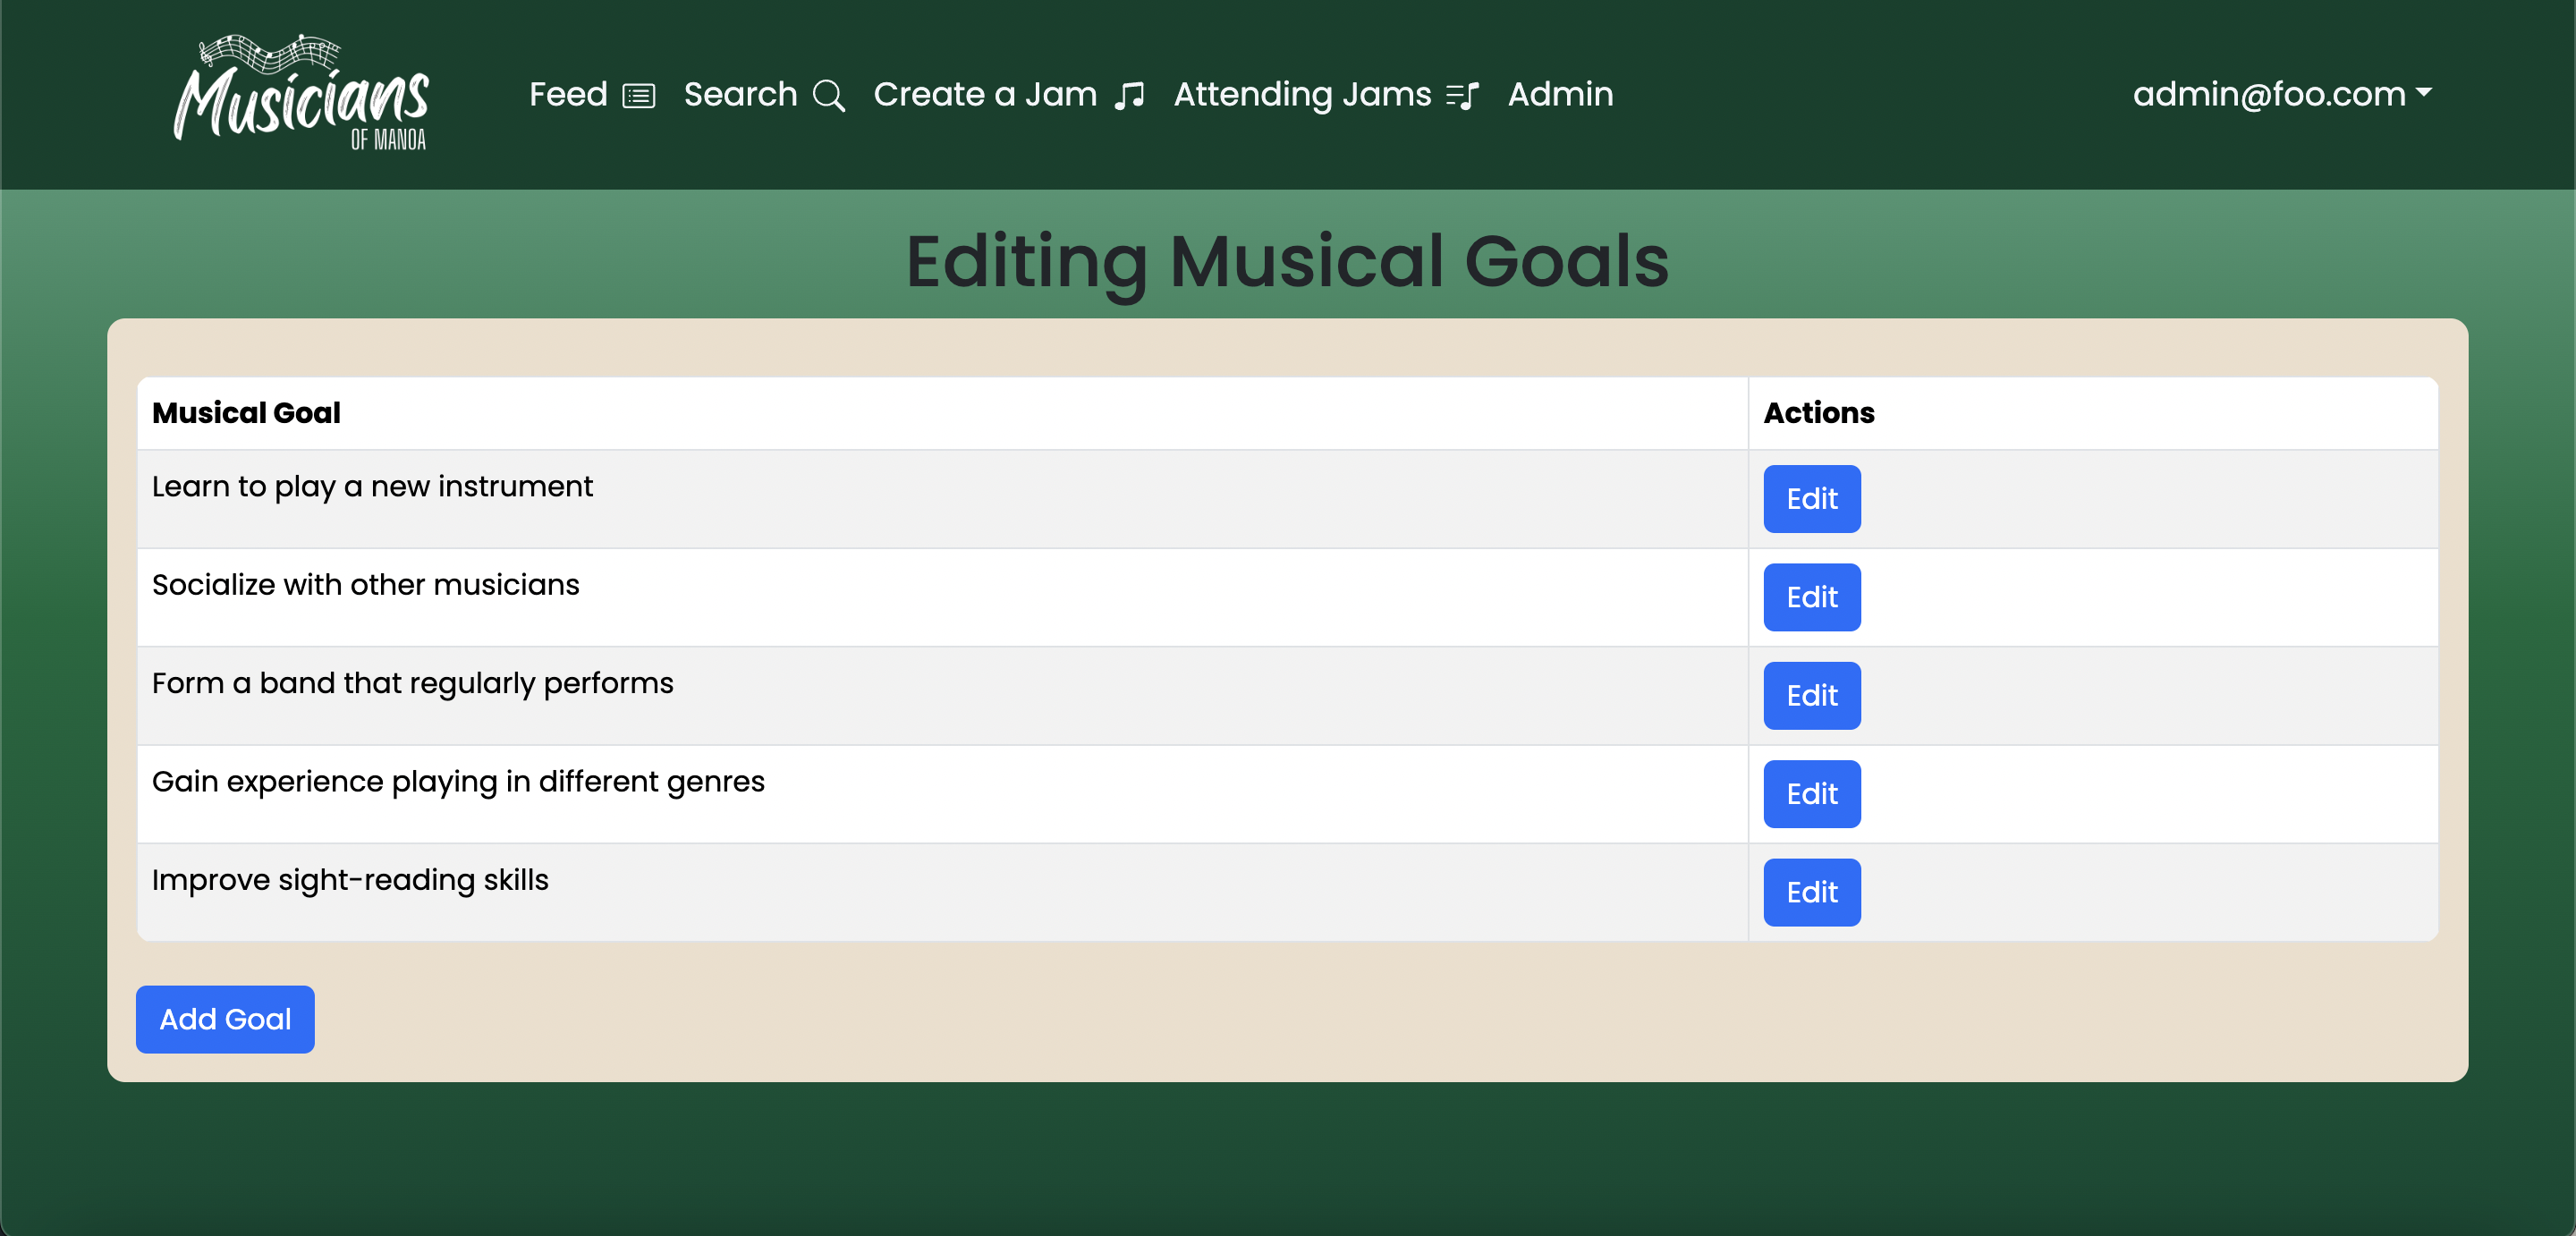 Musicians
OF MANOA
Feed Search Create a Jam Attending Jams Admin admin@foo.com
Editing Musical Goals
Musical Goal Actions
Learn to play a new instrument Edit
Socialize with other musicians Edit
Form a band that regularly performs Edit
Gain experience playing in different genres Edit
Improve sight-reading skills Edit
Add Goal